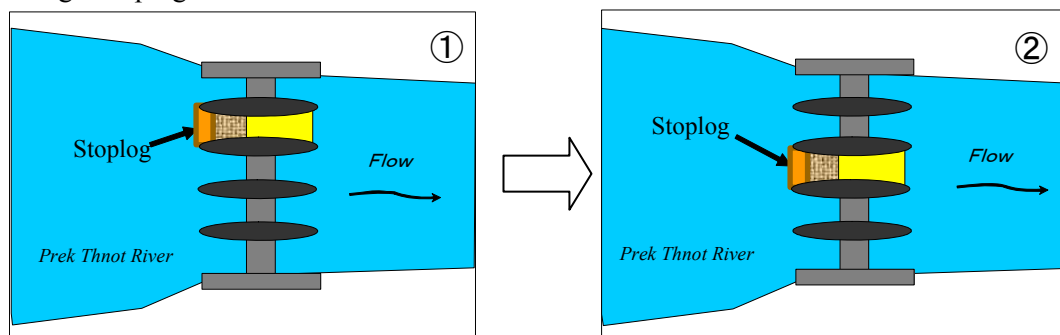 ①
Stoplog
Flow
Prek Thnot River
②
Stoplog
Flow
Prek Thnot River